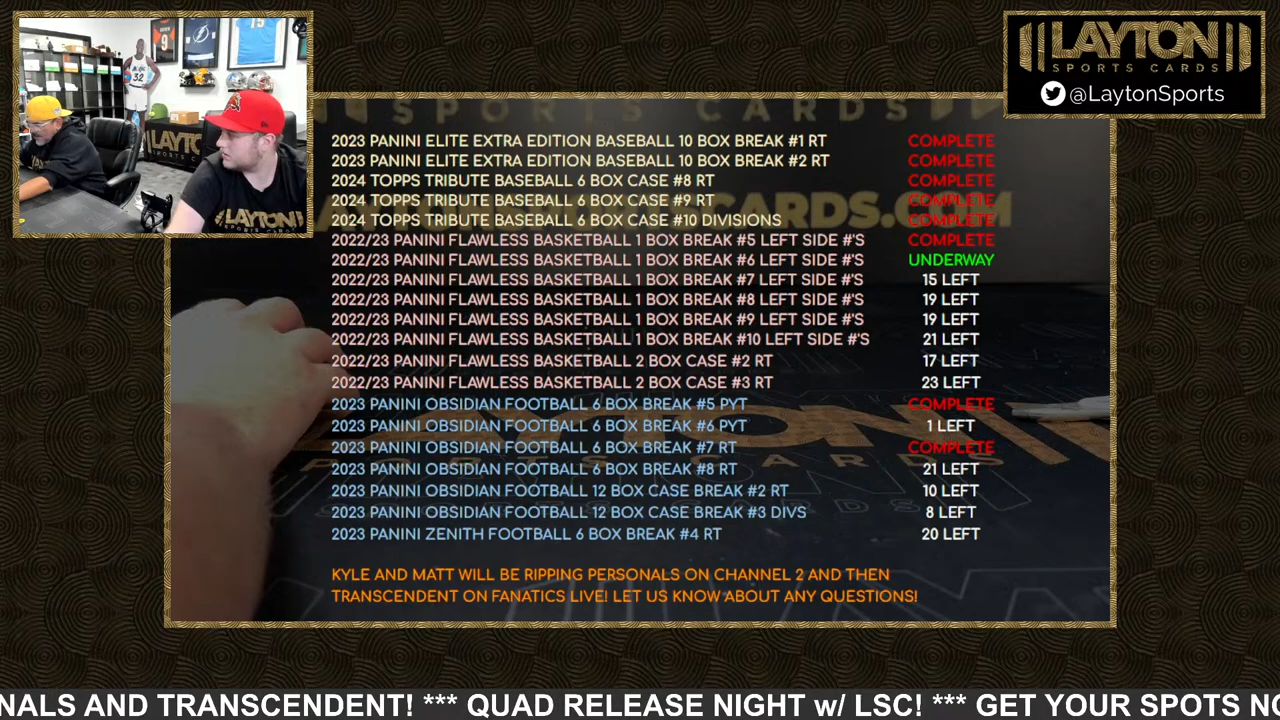 LAYTON
SPORTS CARDS
@LaytonSports
SPORTS CARDS
2023 PANINI ELITE EXTRA EDITION BASEBALL 10 BOX BREAK #1 RT COMPLETE
2023 PANINI ELITE EXTRA EDITION BASEBALL 10 BOX BREAK #2 RT COMPLETE
2024 TOPPS TRIBUTE BASEBALL 6 BOX CASE #8 RT COMPLETE
2024 TOPPS TRIBUTE BASEBALL 6 BOX CASE #9 RT COMPLETE
2024 TOPPS TRIBUTE BASEBALL 6 BOX CASE #10 DIVISIONS COMPLETE
2022/23 PANINI FLAWLESS BASKETBALL 1 BOX BREAK #5 LEFT SIDE #'S COMPLETE
2022/23 PANINI FLAWLESS BASKETBALL 1 BOX BREAK #6 LEFT SIDE #'S UNDERWAY
2022/23 PANINI FLAWLESS BASKETBALL 1 BOX BREAK #7 LEFT SIDE #'S 15 LEFT
2022/23 PANINI FLAWLESS BASKETBALL 1 BOX BREAK #8 LEFT SIDE #'S 19 LEFT
2022/23 PANINI FLAWLESS BASKETBALL 1 BOX BREAK #9 LEFT SIDE #'S 19 LEFT
2022/23 PANINI FLAWLESS BASKETBALL 1 BOX BREAK #10 LEFT SIDE #'S 21 LEFT
2022/23 PANINI FLAWLESS BASKETBALL 2 BOX CASE #2 RT 17 LEFT
2022/23 PANINI FLAWLESS BASKETBALL 2 BOX CASE #3 RT 23 LEFT
2023 PANINI OBSIDIAN FOOTBALL 6 BOX BREAK #5 PYT COMPLETE
2023 PANINI OBSIDIAN FOOTBALL 6 BOX BREAK #6 PYT 1 LEFT
2023 PANINI OBSIDIAN FOOTBALL 6 BOX BREAK #7 RT COMPLETE
2023 PANINI OBSIDIAN FOOTBALL 6 BOX BREAK #8 RT 21 LEFT
2023 PANINI OBSIDIAN FOOTBALL 12 BOX CASE BREAK #2 RT 10 LEFT
2023 PANINI OBSIDIAN FOOTBALL 12 BOX CASE BREAK #3 DIVS 8 LEFT
2023 PANINI ZENITH FOOTBALL 6 BOX BREAK #4 RT 20 LEFT
KYLE AND MATT WILL BE RIPPING PERSONALS ON CHANNEL 2 AND THEN
TRANSCENDENT ON FANATICS LIVE! LET US KNOW ABOUT ANY QUESTIONS!
NALS AND TRANSCENDENT! *** QUAD RELEASE NIGHT w/ LSC! *** GET YOUR SPOTS NO